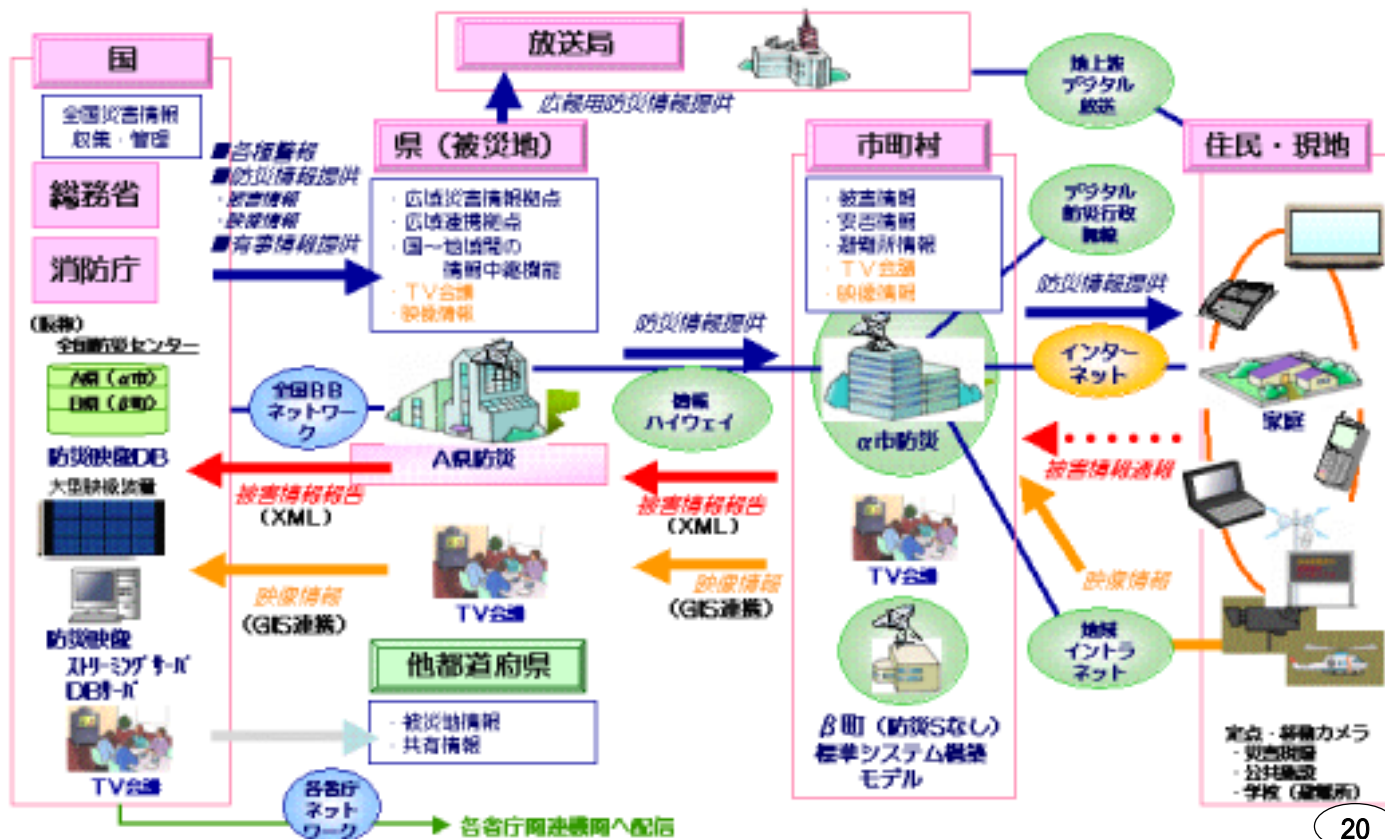 国
全国災害情報
収集・管理
総務省
消防庁
(仮称)
全国防災センター
A県(α市)
B県(β町)
防災映像DB
大型映像装置
防災映像
ストリーミングサーバ
DBサーバ
TV会議
■各種警報
■防災情報提供
・被害情報
・映像情報
■有事情報提供
放送局
広報用防災情報提供
県(被災地)
・広域災害情報拠点
・広域連携拠点
・国~地域間の
情報中継機能
・TV会議
・映像情報
全国BB
ネットワー
ク
A県防災
被害情報報告
(XML)
映像情報
(GIS連携)
TV会議
他都道府県
・被災地情報
・共有情報
各省庁
ネット
ワーク
各省庁関連機関へ配信
防災情報提供
情報
ハイウェイ
被害情報報告
(XML)
映像情報
(GIS連携)
市町村
・被害情報
・安否情報
・避難所情報
・TV会議
・映像情報
α市防災
TV会議
β町(防災Sなし)
標準システム構築
モデル
地上波
デジタル
放送
デジタル
防災行政
無線
防災情報提供
インター
ネット
被害情報通報
映像情報
地域
イントラ
ネット
住民・現地
家庭
定点・移動カメラ
・災害現場
・公共施設
・学校(避難所)
20